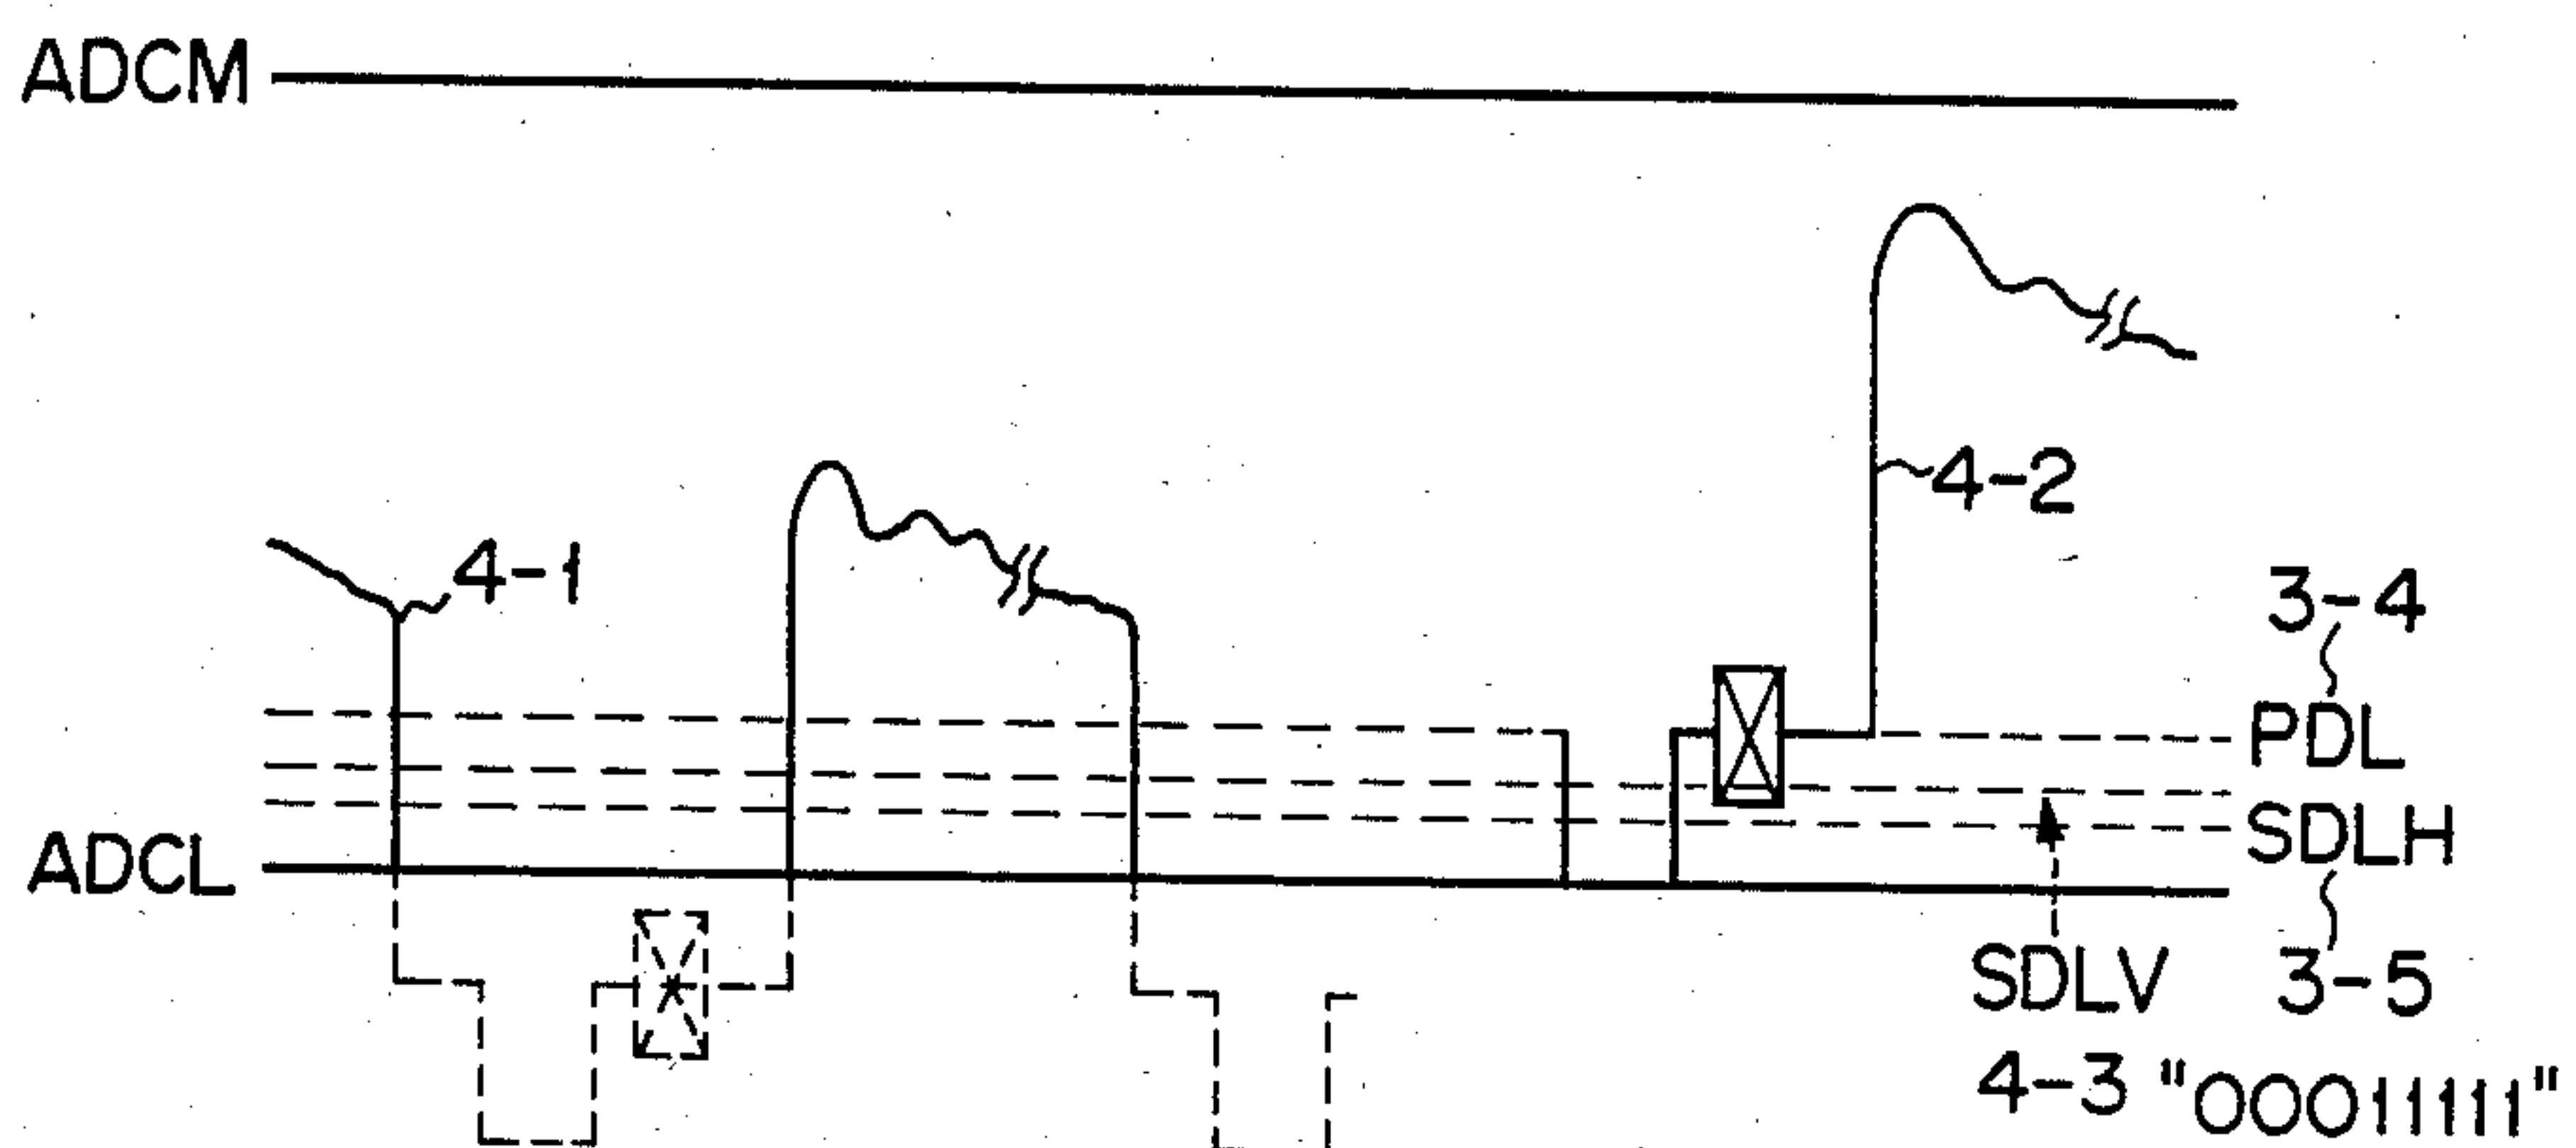 ADCM
4-2
4-1
3-4
PDL
SDLH
ADCL
SDLV 3-5
4-3 "00011111"